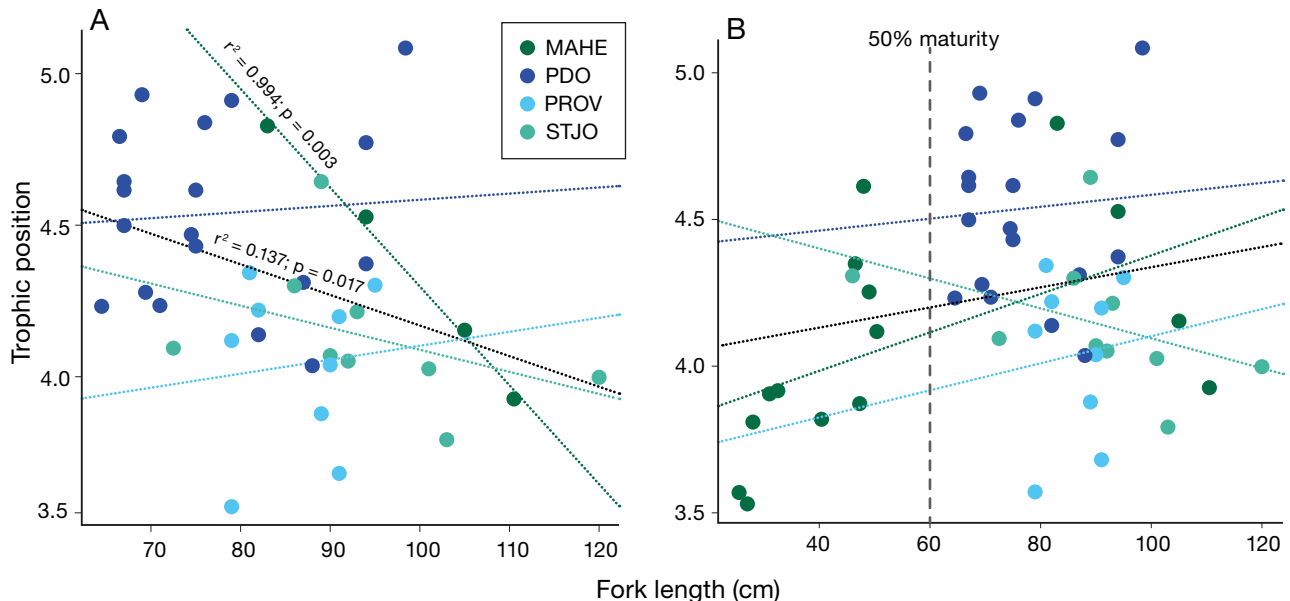 A
B
MAHE
PDO
PROV
STJO
50% maturity
r² = 0.994; p = 0.003
r² = 0.137; p = 0.017
Trophic position
5.0
4.5
4.0
3.5
70 80 90 100 110 120
5.0
4.5
4.0
3.5
40 60 80 100 120
Fork length (cm)